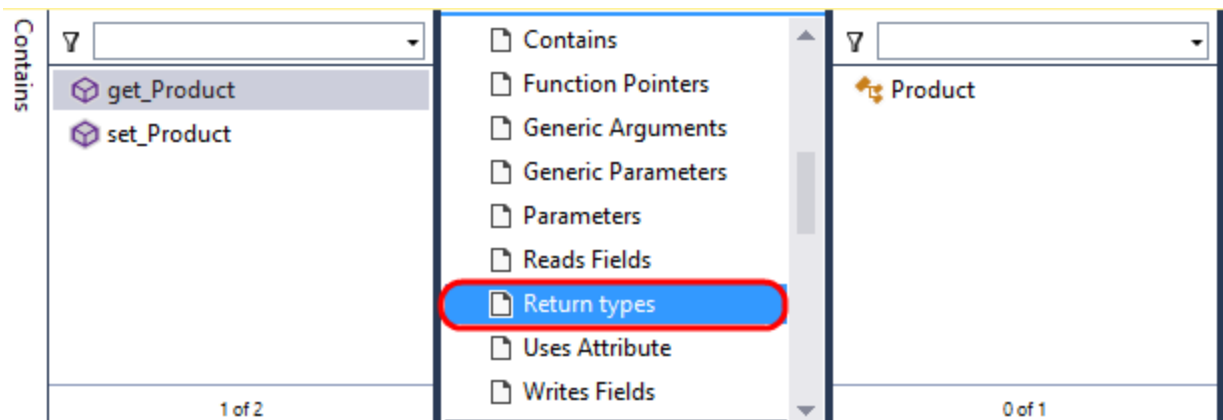 Contains
get_Product
set_Product
1 of 2
Contains
Function Pointers
Generic Arguments
Generic Parameters
Parameters
Reads Fields
Return types
Uses Attribute
Writes Fields
Product
0 of 1